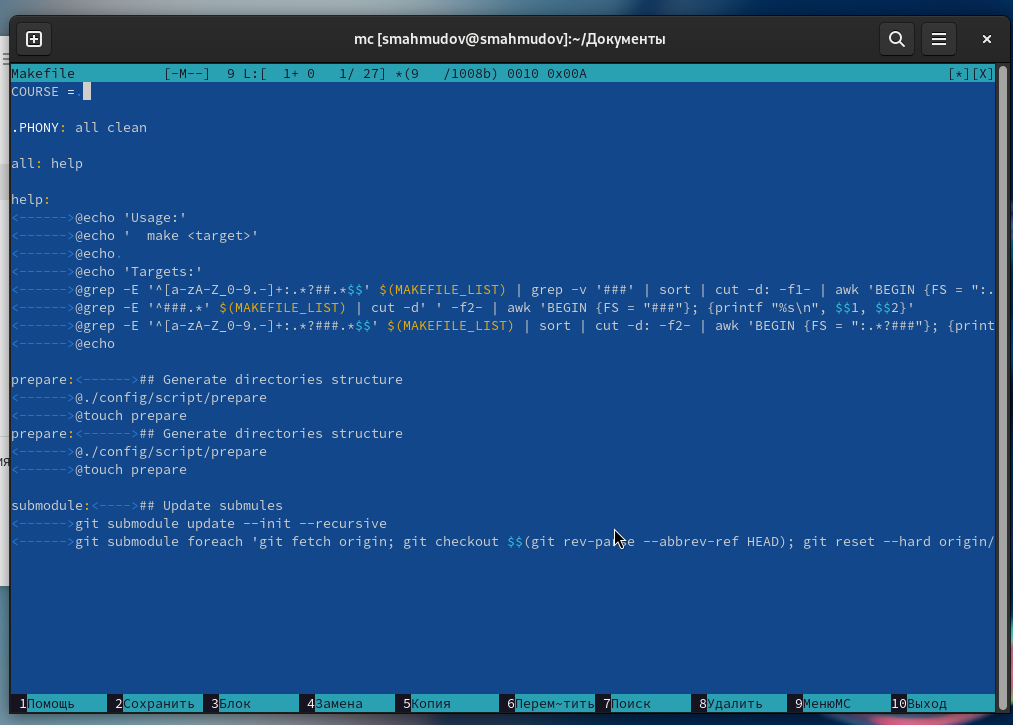 mc [smahmudov@smahmudov]:~/Документы
Makefile [-M--] 9 L:[ 1+ 0 1/ 27] *(9 /1008b) 0010 0x00A [*][X]
COURSE =.
.PHONY: all clean
all: help
help:
<------>@echo 'Usage:'
<------>@echo '  make <target>'
<------>@echo.
<------>@echo 'Targets:'
<------>@grep -E '^[a-zA-Z_0-9.-]+:.*?##.*$$' $(MAKEFILE_LIST) | grep -v '###' | sort | cut -d: -f1- | awk 'BEGIN {FS = ":.
<------>@grep -E '^###.*' $(MAKEFILE_LIST) | cut -d' ' -f2- | awk 'BEGIN {FS = "###"}; {printf "%s\n", $$1, $$2}'
<------>@grep -E '^[a-zA-Z_0-9.-]+:.*?###.*$$' $(MAKEFILE_LIST) | sort | cut -d: -f2- | awk 'BEGIN {FS = ":.*?###"}; {print
<------>@echo
prepare:<------>## Generate directories structure
<------>@./config/script/prepare
<------>@touch prepare
prepare:<------>## Generate directories structure
<------>@./config/script/prepare
<------>@touch prepare
submodule:<---->## Update submules
<------>git submodule update --init --recursive
<------>git submodule foreach 'git fetch origin; git checkout $$(git rev-parse --abbrev-ref HEAD); git reset --hard origin/
1Помощь 2Сохранить 3Блок 4Замена 5Копия 6Перем~тить 7Поиск 8Удалить 9МенюMC 10Выход